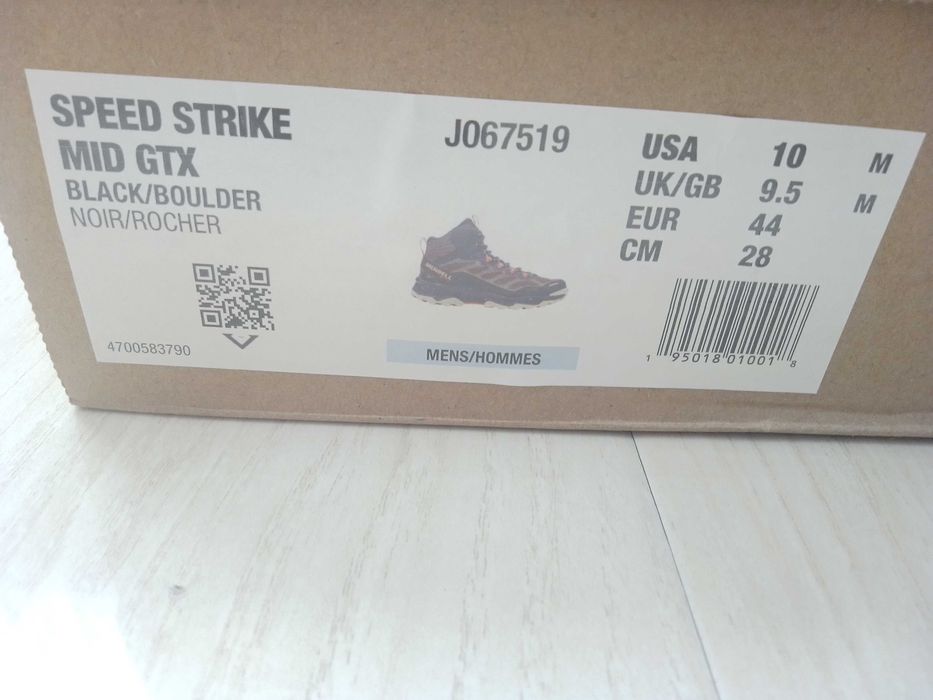 SPEED STRIKE
MID GTX
BLACK/BOULDER
NOIR/ROCHER
4700583790
J067519
MERRELL
MENS/HOMMES
USA 10 M
UK/GB 9.5 M
EUR 44
CM 28
1 95018 01001 8